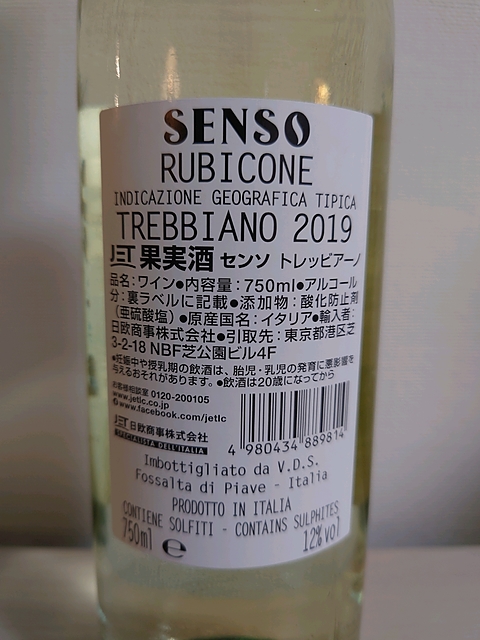 SENSO
RUBICONE
INDICAZIONE GEOGRAFICA TIPICA
TREBBIANO 2019
JET 果実酒 センソ トレッビアーノ
品名:ワイン●内容量:750ml●アルコール
分:裏ラベルに記載●添加物:酸化防止剤
(亜硫酸塩)●原産国名:イタリア●輸入者:
日欧商事株式会社●引取先:東京都港区芝
3-2-18 NBF芝公園ビル4F
●妊娠中や授乳期の飲酒は、胎児・乳児の発育に悪影響を
与えるおそれがあります。●飲酒は20歳になってから
お客様相談室 0120-200105
www.jetlc.co.jp
www.facebook.com/jetlc
JET 日欧商事株式会社
SPECIALISTA DELL'ITALIA
4 980434 889814
Imbottigliato da V.D.S.
Fossalta di Piave - Italia
PRODOTTO IN ITALIA
CONTIENE SOLFITI - CONTAINS SULPHITES
750ml e 12%vol